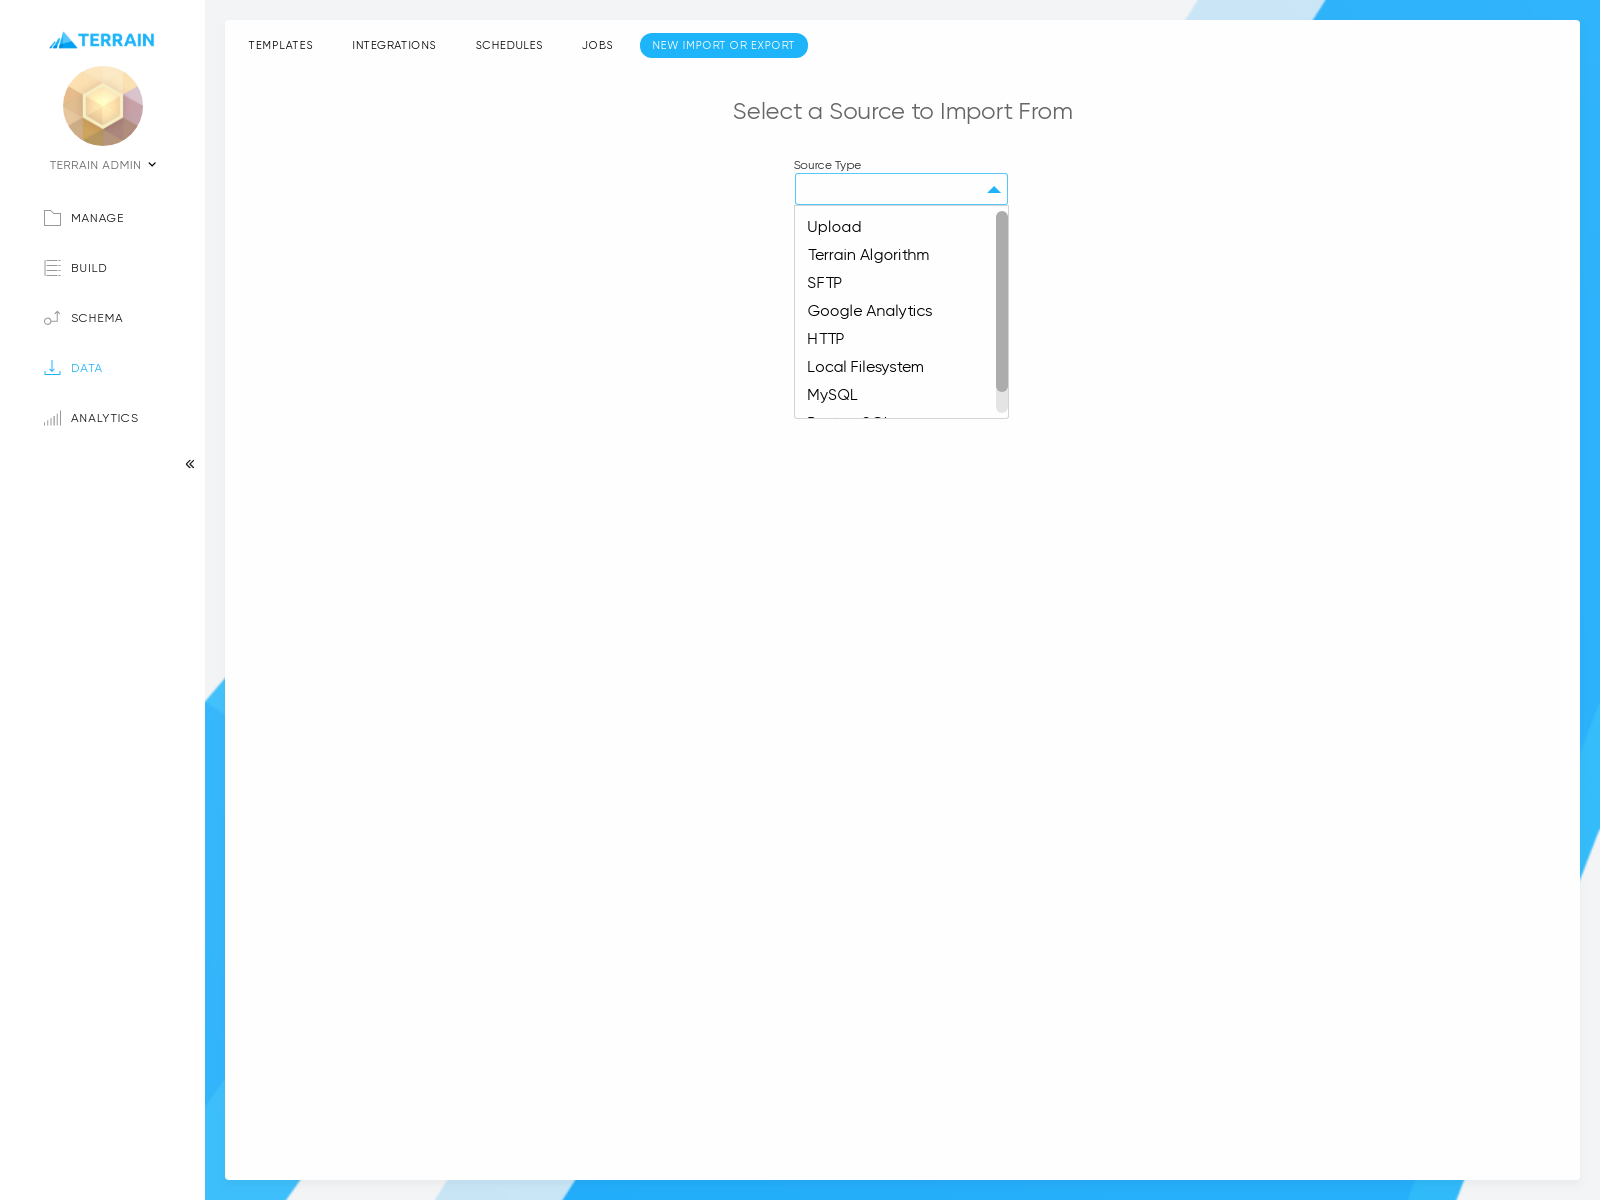 TERRAIN
TERRAIN ADMIN
MANAGE
BUILD
SCHEMA
DATA
ANALYTICS
TEMPLATES INTEGRATIONS SCHEDULES JOBS NEW IMPORT OR EXPORT
Select a Source to Import From
Source Type
Upload
Terrain Algorithm
SFTP
Google Analytics
HTTP
Local Filesystem
MySQL